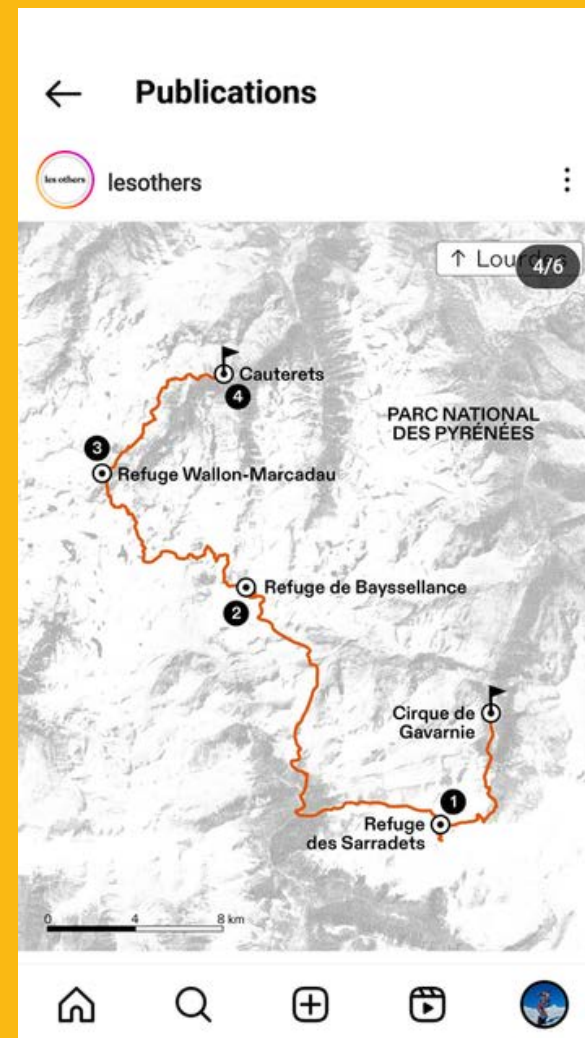 Publications
les others
lesothers
↑ Lourdes
4/6
Cauterets
4
PARC NATIONAL
DES PYRÉNÉES
3
Refuge Wallon-Marcadau
Refuge de Bayssellance
2
Cirque de
Gavarnie
1
Refuge
des Sarradets
0 4 8 km